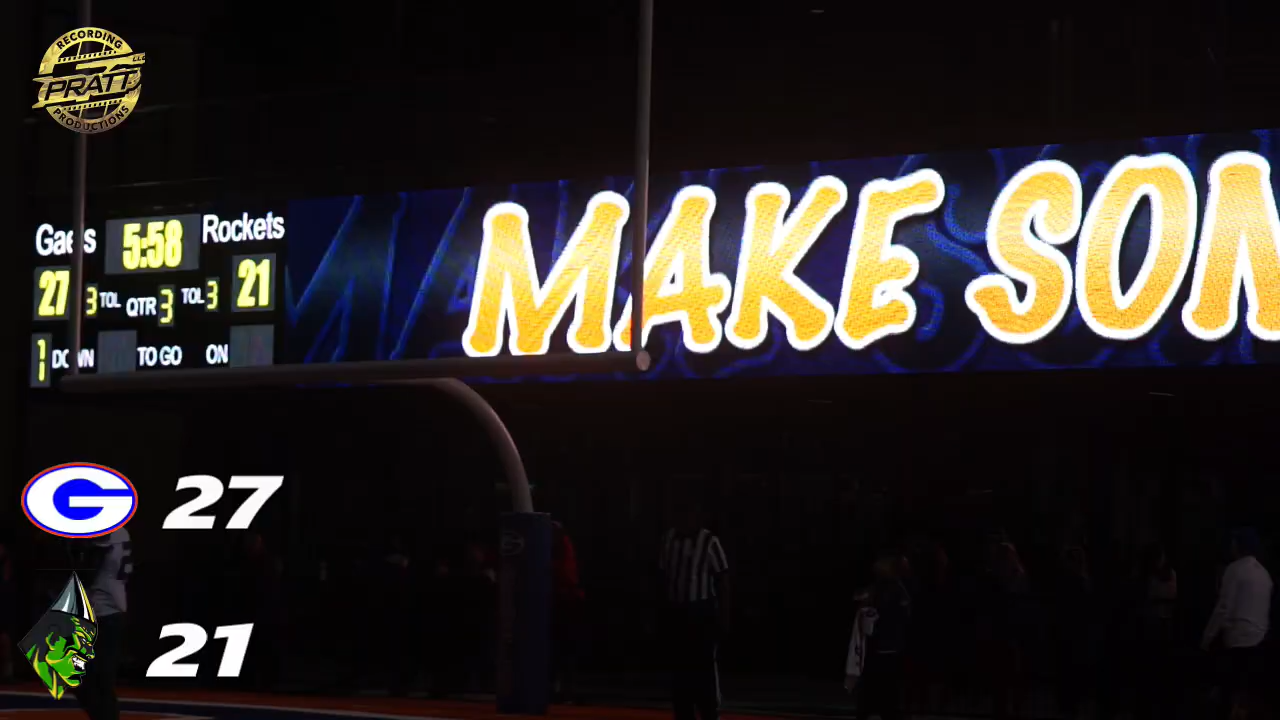 RECORDING
PRATT LLC
PRODUCTIONS
Gaels 5:58 Rockets
27 3 TOL QTR 3 TOL 3 21
1 DOWN TO GO ON
MAKE SOM
G 27
21